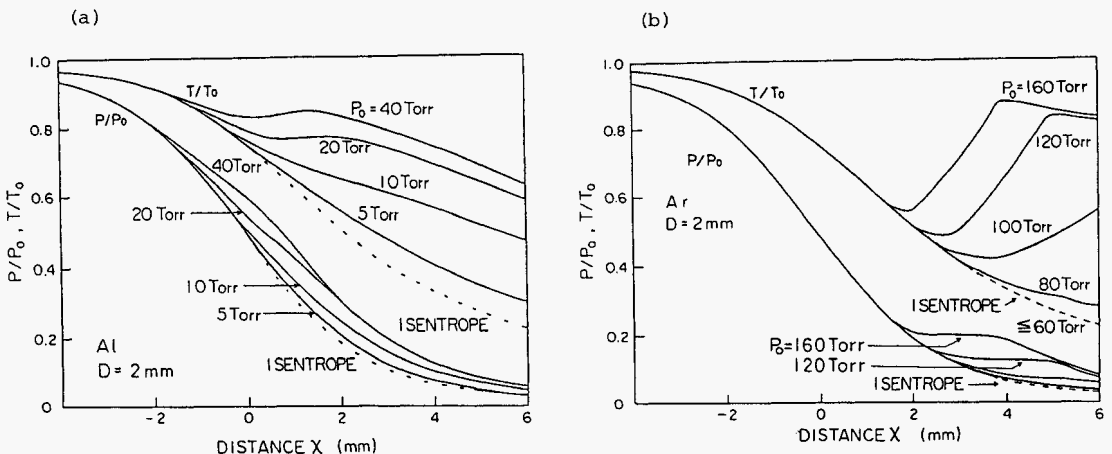 (a)
1.0
0.8
0.6
0.4
0.2
0
P/P₀, T/T₀
T/T₀
P/P₀
P₀=40 Torr
20 Torr
10 Torr
5 Torr
40 Torr
20 Torr
10 Torr
5 Torr
ISENTROPE
ISENTROPE
Al
D = 2 mm
-2
0
2
4
6
DISTANCE X (mm)
(b)
1.0
0.8
0.6
0.4
0.2
0
P/P₀, T/T₀
T/T₀
P/P₀
P₀=160 Torr
120 Torr
Ar
D = 2 mm
100 Torr
80 Torr
ISENTROPE
≦60 Torr
P₀=160 Torr
120 Torr
ISENTROPE
-2
0
2
4
6
DISTANCE X (mm)